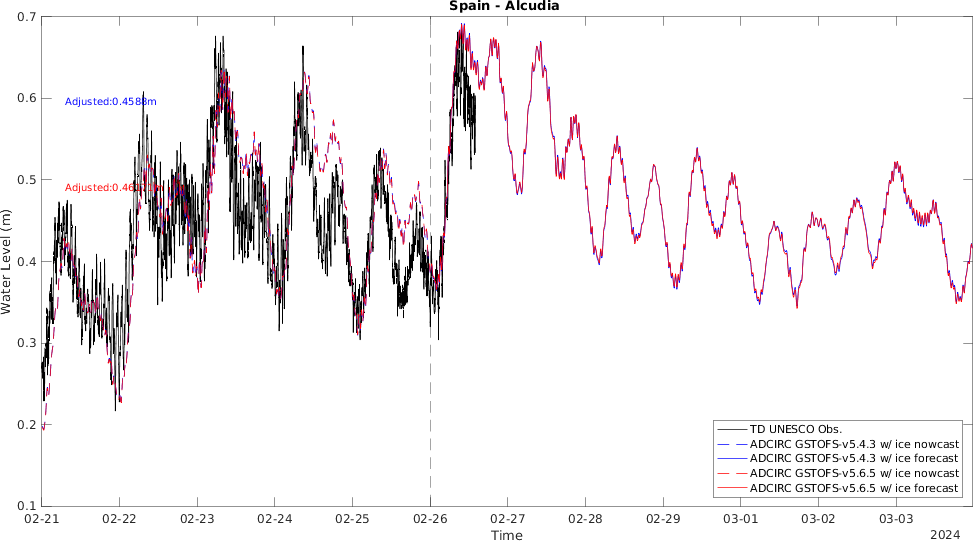 Spain - Alcudia
Water Level (m)
0.7
0.6
0.5
0.4
0.3
0.2
0.1
Adjusted:0.4588m
TD UNESCO Obs.
ADCIRC GSTOFS-v5.4.3 w/ ice nowcast
ADCIRC GSTOFS-v5.4.3 w/ ice forecast
ADCIRC GSTOFS-v5.6.5 w/ ice nowcast
ADCIRC GSTOFS-v5.6.5 w/ ice forecast
02-21 02-22 02-23 02-24 02-25 02-26 02-27 02-28 02-29 03-01 03-02 03-03
Time
2024